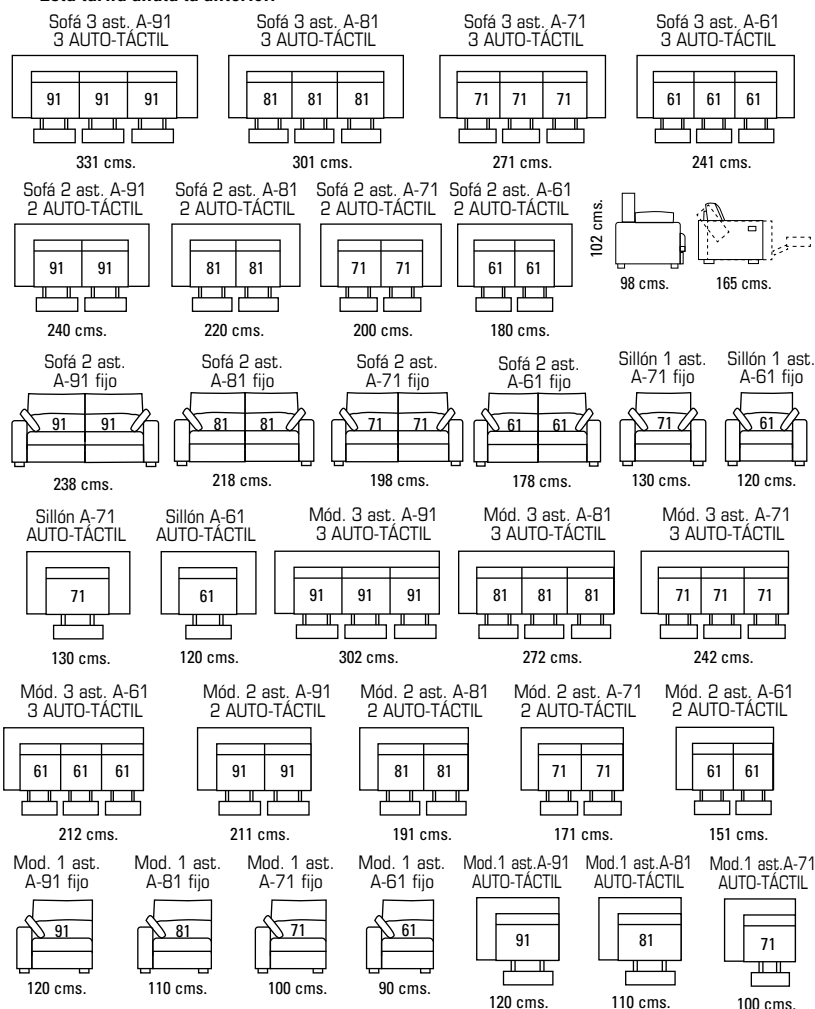 Sofá 3 ast. A-91
3 AUTO-TÁCTIL
91 91 91
331 cms.
Sofá 3 ast. A-81
3 AUTO-TÁCTIL
81 81 81
301 cms.
Sofá 3 ast. A-71
3 AUTO-TÁCTIL
71 71 71
271 cms.
Sofá 3 ast. A-61
3 AUTO-TÁCTIL
61 61 61
241 cms.
Sofá 2 ast. A-91
2 AUTO-TÁCTIL
91 91
240 cms.
Sofá 2 ast. A-81
2 AUTO-TÁCTIL
81 81
220 cms.
Sofá 2 ast. A-71
2 AUTO-TÁCTIL
71 71
200 cms.
Sofá 2 ast. A-61
2 AUTO-TÁCTIL
61 61
180 cms.
102 cms.
98 cms.
165 cms.
Sofá 2 ast.
A-91 fijo
91 91
238 cms.
Sofá 2 ast.
A-81 fijo
81 81
218 cms.
Sofá 2 ast.
A-71 fijo
71 71
198 cms.
Sofá 2 ast.
A-61 fijo
61 61
178 cms.
Sillón 1 ast.
A-71 fijo
71
130 cms.
Sillón 1 ast.
A-61 fijo
61
120 cms.
Sillón A-71
AUTO-TÁCTIL
71
130 cms.
Sillón A-61
AUTO-TÁCTIL
61
120 cms.
Mód. 3 ast. A-91
3 AUTO-TÁCTIL
91 91 91
302 cms.
Mód. 3 ast. A-81
3 AUTO-TÁCTIL
81 81 81
272 cms.
Mód. 3 ast. A-71
3 AUTO-TÁCTIL
71 71 71
242 cms.
Mód. 3 ast. A-61
3 AUTO-TÁCTIL
61 61 61
212 cms.
Mód. 2 ast. A-91
2 AUTO-TÁCTIL
91 91
211 cms.
Mód. 2 ast. A-81
2 AUTO-TÁCTIL
81 81
191 cms.
Mód. 2 ast. A-71
2 AUTO-TÁCTIL
71 71
171 cms.
Mód. 2 ast. A-61
2 AUTO-TÁCTIL
61 61
151 cms.
Mod. 1 ast.
A-91 fijo
91
120 cms.
Mod. 1 ast.
A-81 fijo
81
110 cms.
Mod. 1 ast.
A-71 fijo
71
100 cms.
Mod. 1 ast.
A-61 fijo
61
90 cms.
Mod.1 ast.A-91
AUTO-TÁCTIL
91
120 cms.
Mod.1 ast.A-81
AUTO-TÁCTIL
81
110 cms.
Mod.1 ast.A-71
AUTO-TÁCTIL
71
100 cms.